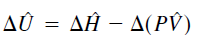 ΔÛ = ΔĤ − Δ(PV̂)